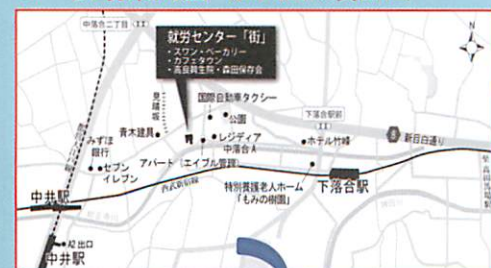 中落合二丁目
就労センター「街」
・スワン・ベーカリー
・カフェタウン
・高良興生院・森田保存会
N
見晴坂
国際自動車タクシー
公園
下落合駅前
青木建具
レジディア
中落合A
ホテル竹峰
新目白通り
みずほ
銀行
セブン
イレブン
アパート(エイブル管理)
西武新宿線
特別養護老人ホーム
「もみの樹園」
下落合駅
至 高田馬場駅
中井駅
A2出口
中井駅